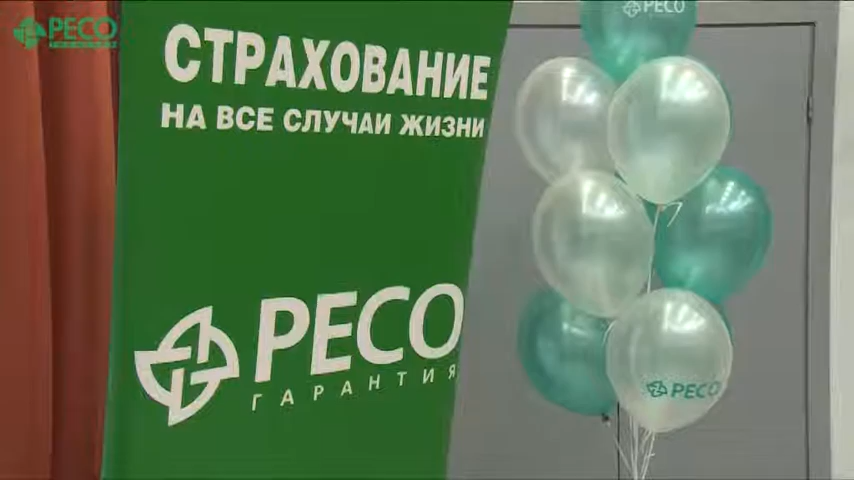 РЕСО
СТРАХОВАНИЕ
НА ВСЕ СЛУЧАИ ЖИЗНИ
РЕСО
ГАРАНТИЯ
РЕСО
РЕСО